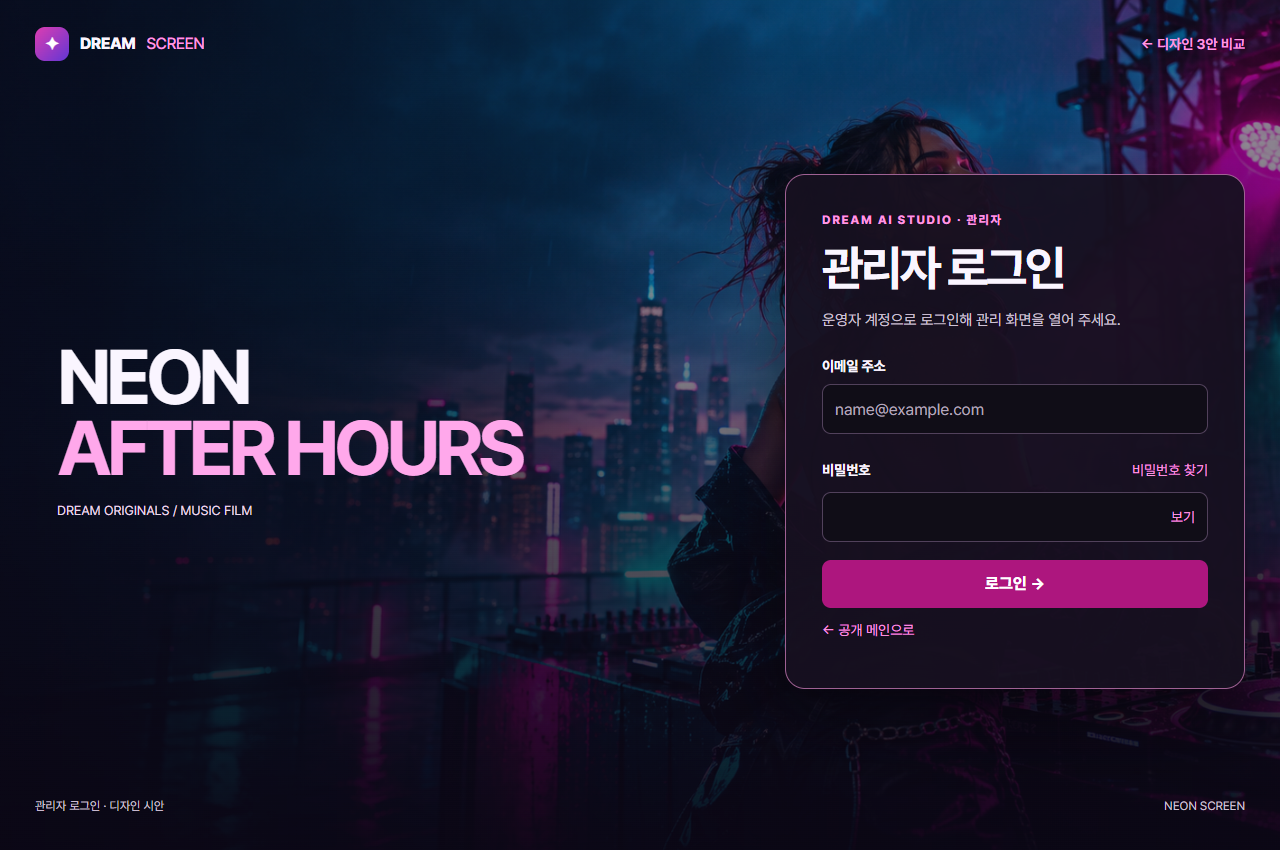 DREAM SCREEN
← 디자인 3안 비교
NEON
AFTER HOURS
DREAM ORIGINALS / MUSIC FILM
DREAM AI STUDIO · 관리자
관리자 로그인
운영자 계정으로 로그인해 관리 화면을 열어 주세요.
이메일 주소
name@example.com
비밀번호
비밀번호 찾기
보기
로그인 →
← 공개 메인으로
관리자 로그인 · 디자인 시안
NEON SCREEN